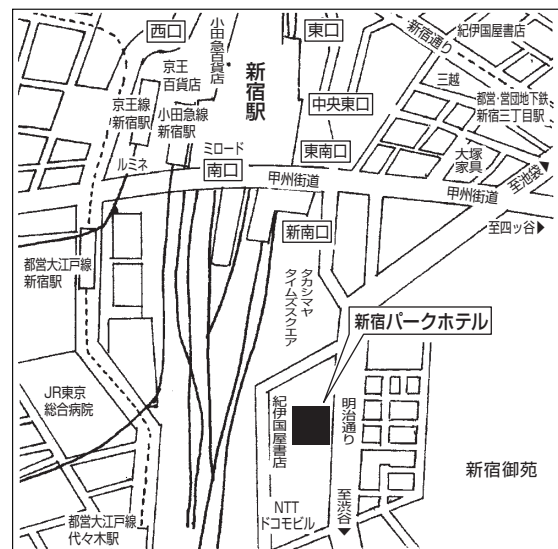 西口
小田急百貨店
東口
新宿通り
紀伊国屋書店
京王
百貨店
新宿駅
三越
京王線
新宿駅
小田急線
新宿駅
中央東口
都営・営団地下鉄
新宿三丁目駅
ルミネ
ミロード
南口
東南口
大塚
家具
甲州街道
甲州街道
至池袋
新南口
至四ッ谷
都営大江戸線
新宿駅
タカシマヤ
タイムズスクエア
新宿パークホテル
JR東京
総合病院
紀伊国屋書店
明治通り
新宿御苑
NTT
ドコモビル
至渋谷
都営大江戸線
代々木駅